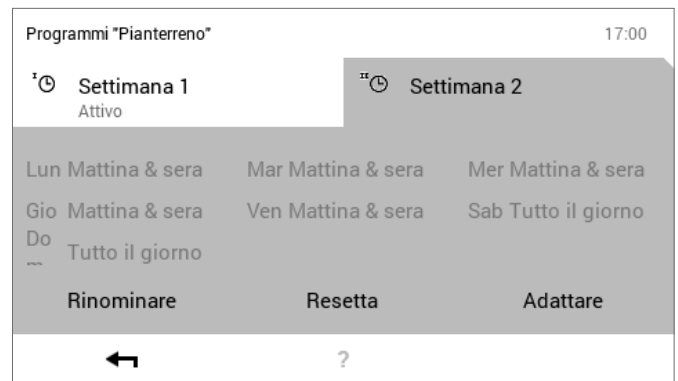 Programmi "Pianterreno" 17:00
I Settimana 1 II Settimana 2
Attivo
Lun Mattina & sera Mar Mattina & sera Mer Mattina & sera
Gio Mattina & sera Ven Mattina & sera Sab Tutto il giorno
Do
m Tutto il giorno
Rinominare Resetta Adattare
?